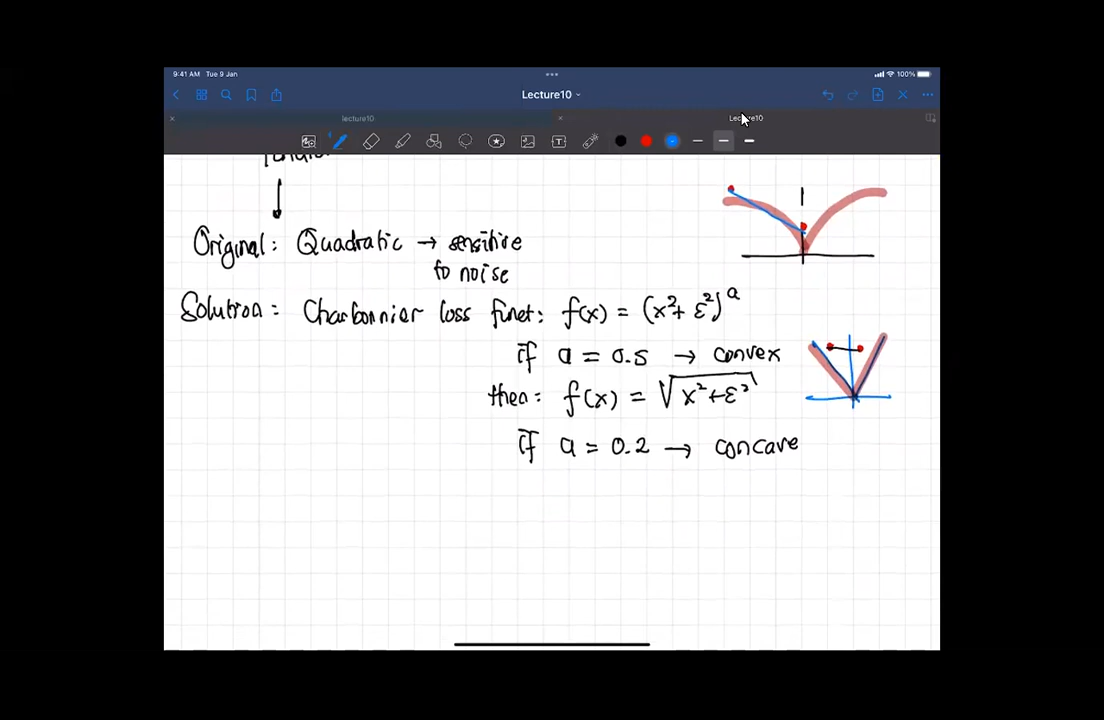 9:41 AM Tue 9 Jan
100%
Lecture10
lecture10
Lecture10
Original: Quadratic → sensitive
to noise
Solution: Charbonnier loss funct: f(x) = (x²+ε²)ᵃ
if a = 0.5 → convex
then: f(x) = √x²+ε²
if a = 0.2 → concave